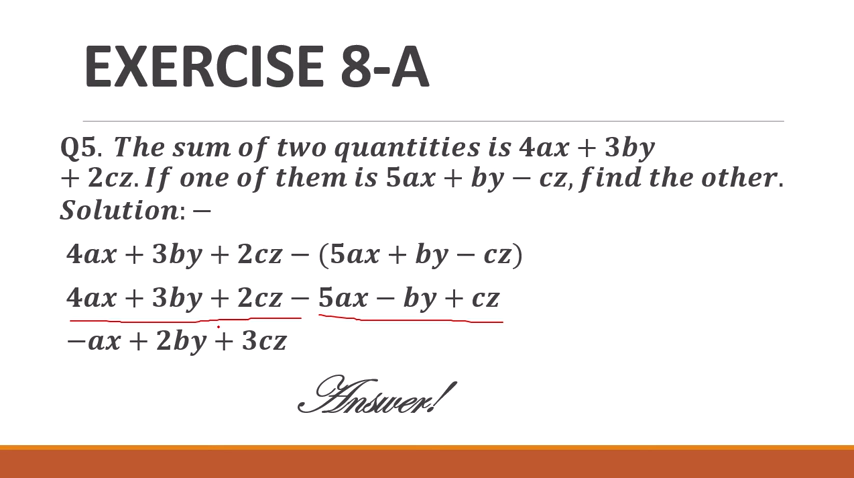 EXERCISE 8-A
Q5. The sum of two quantities is 4ax + 3by
+ 2cz. If one of them is 5ax + by − cz, find the other.
Solution: −
4ax + 3by + 2cz − (5ax + by − cz)
4ax + 3by + 2cz − 5ax − by + cz
−ax + 2by + 3cz
Answer!